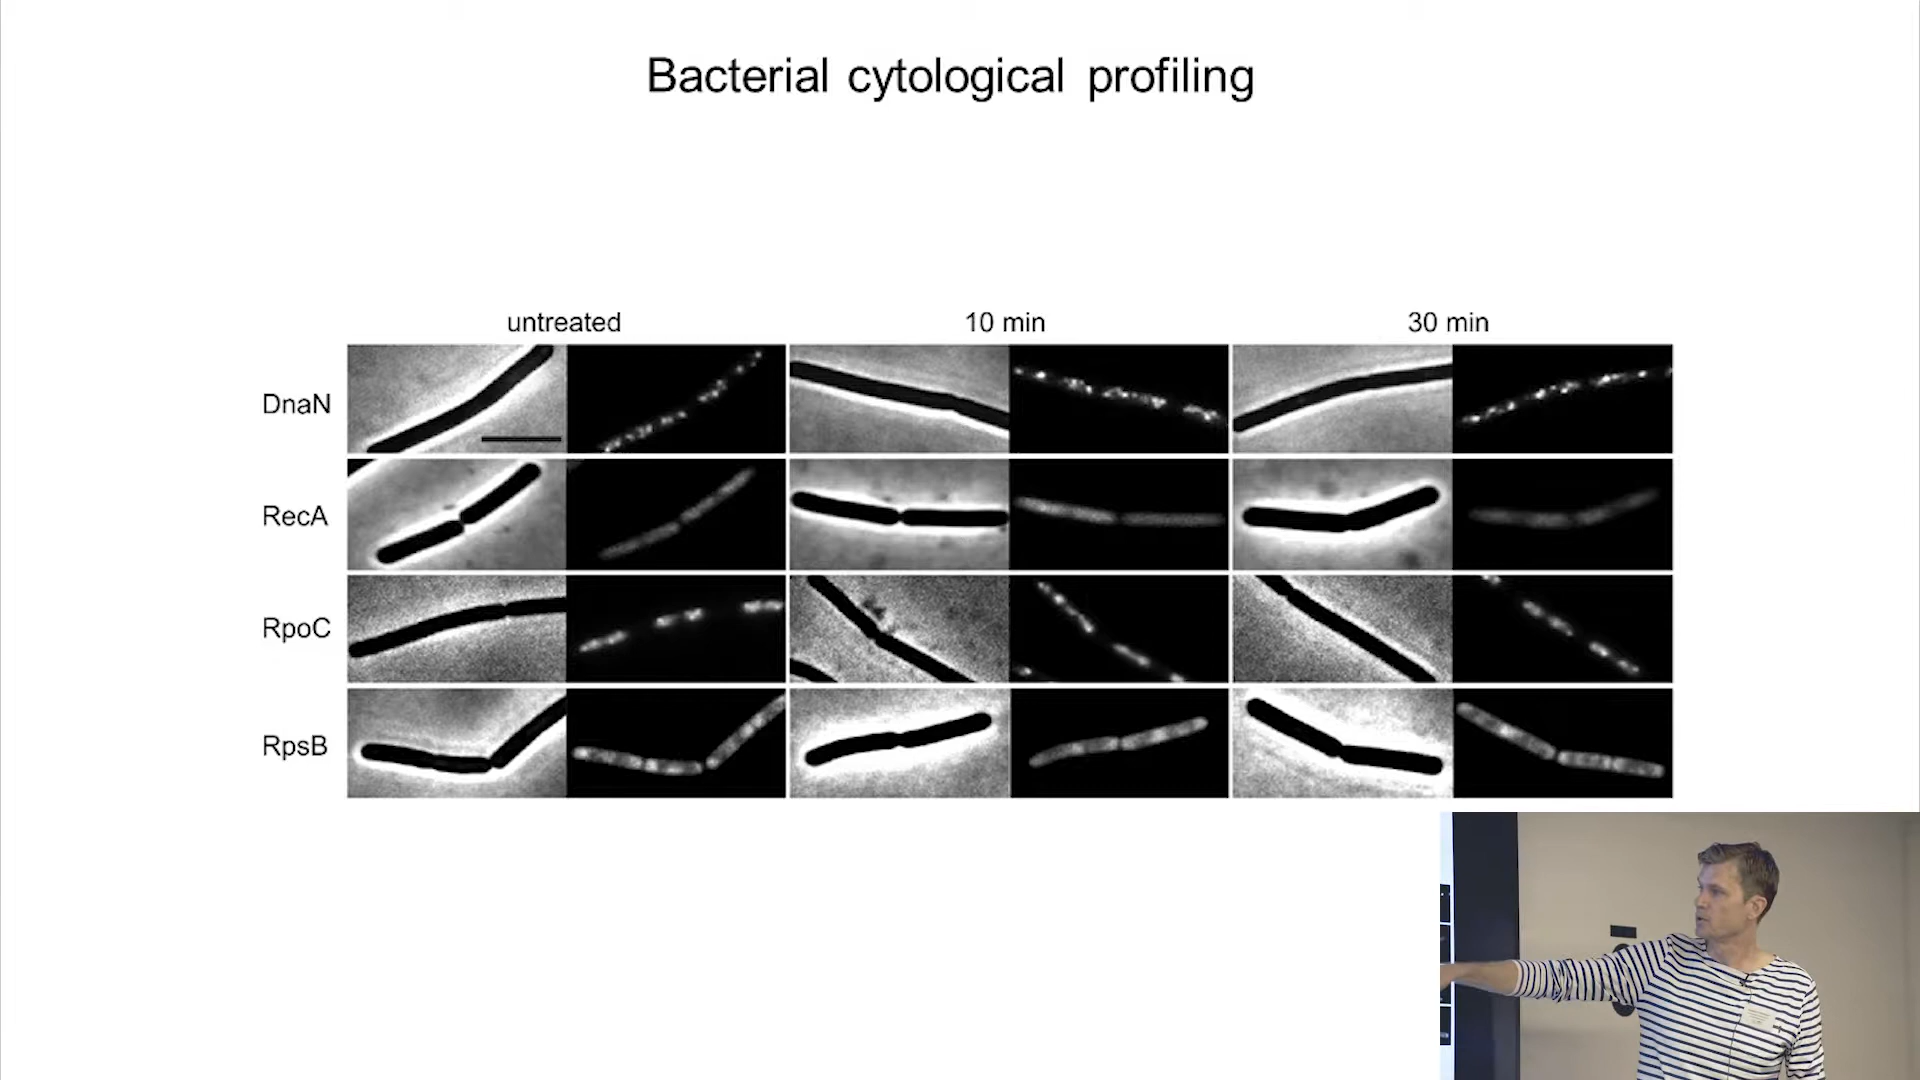 Bacterial cytological profiling
untreated 10 min 30 min
DnaN
RecA
RpoC
RpsB